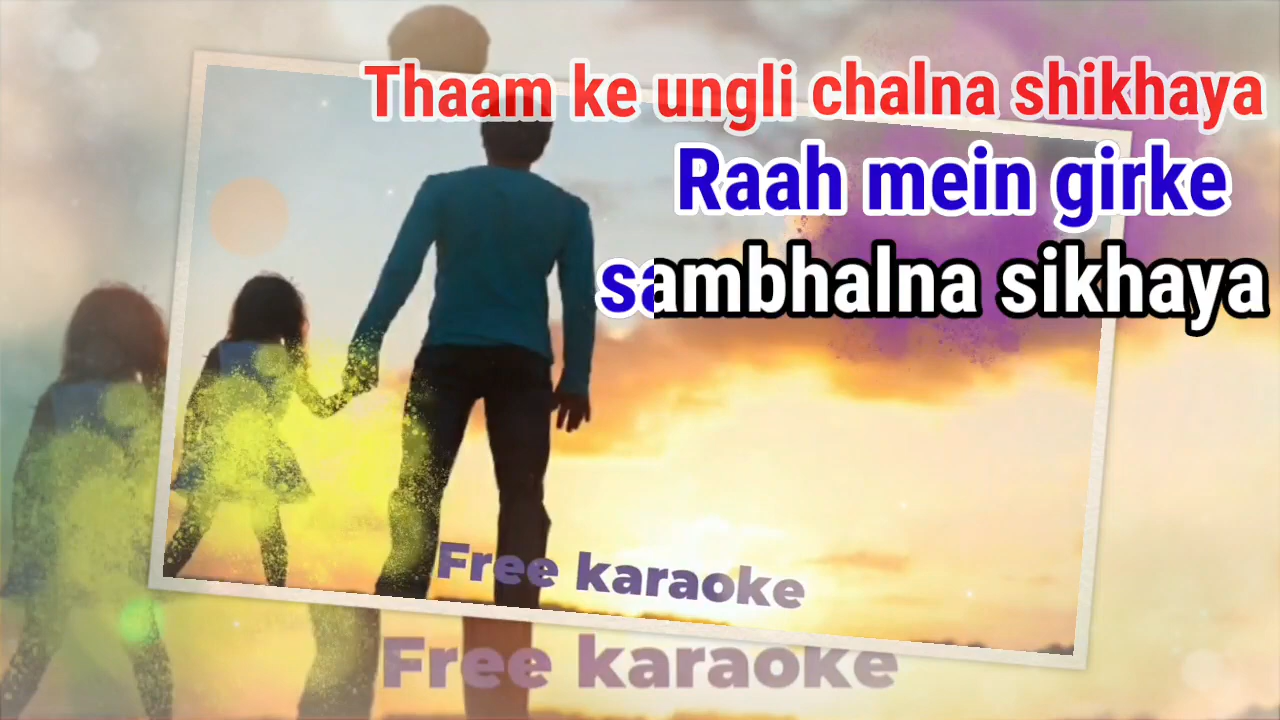 Thaam ke ungli chalna shikhaya
Raah mein girke
sambhalna sikhaya
Free karaoke
Free karaoke